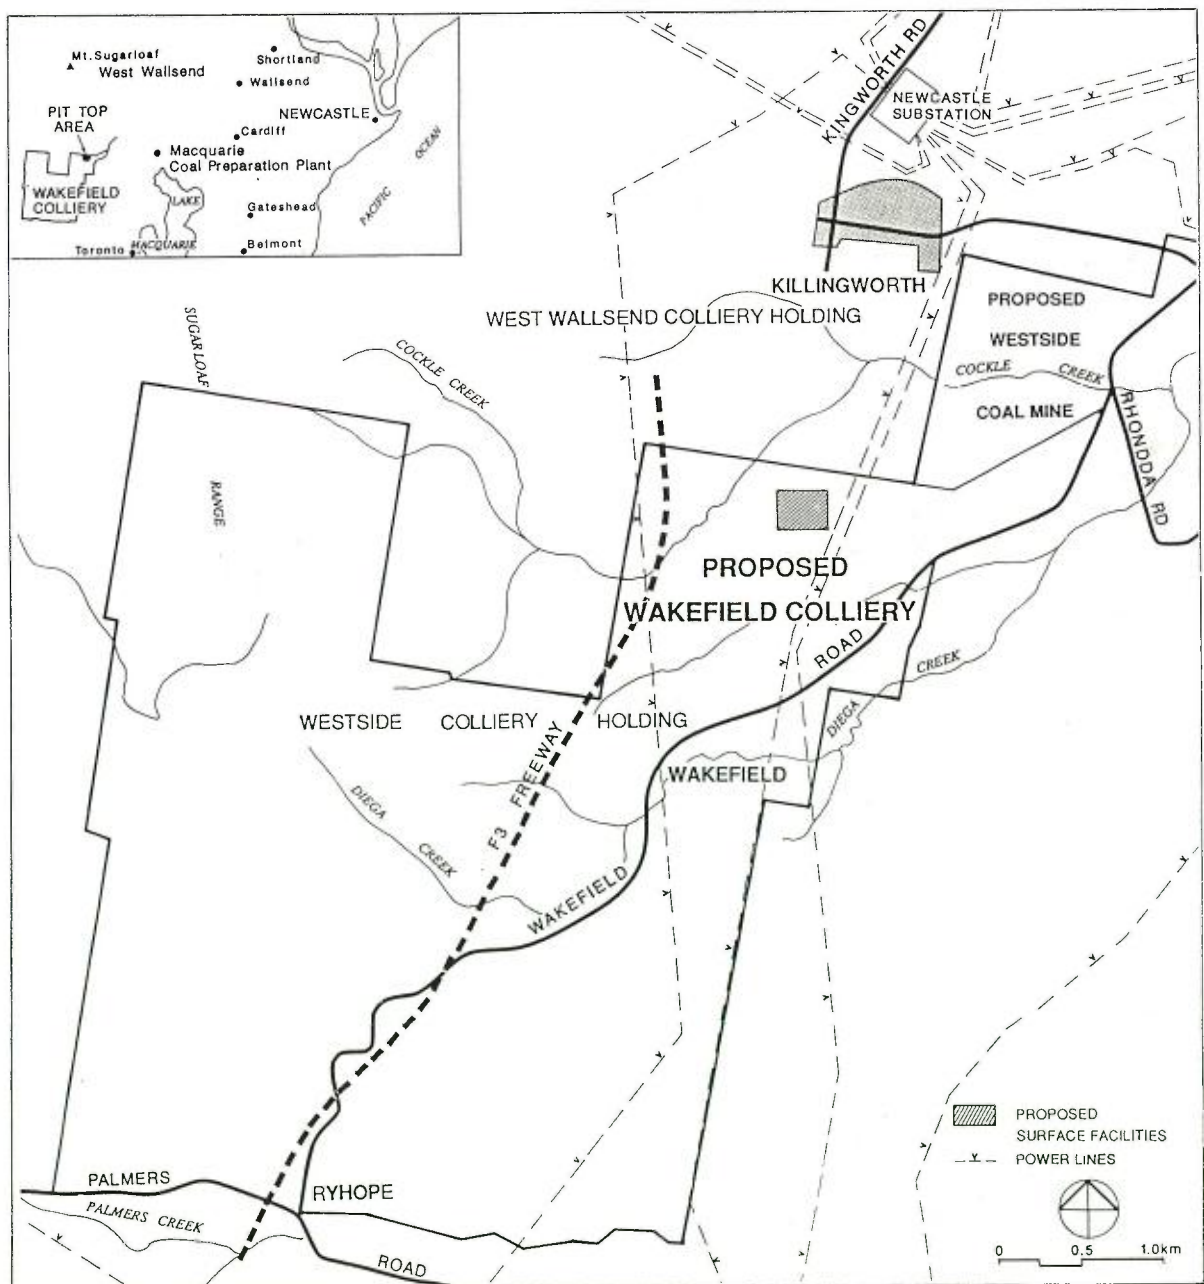 Mt. Sugarloaf
West Wallsend
Shortland
Wallsend
PIT TOP
AREA
NEWCASTLE
Cardiff
Macquarie
Coal Preparation Plant
WAKEFIELD
COLLIERY
LAKE
MACQUARIE
Gateshead
Toronto
Belmont
PACIFIC
OCEAN
KINGWORTH RD
NEWCASTLE
SUBSTATION
KILLINGWORTH
WEST WALLSEND COLLIERY HOLDING
PROPOSED
WESTSIDE
COAL MINE
COCKLE CREEK
RHONDDA RD
SUGARLOAF
RANGE
COCKLE CREEK
PROPOSED
WAKEFIELD COLLIERY
ROAD
DIEGA
CREEK
WESTSIDE COLLIERY HOLDING
WAKEFIELD
F3 FREEWAY
DIEGA
CREEK
WAKEFIELD
PROPOSED
SURFACE FACILITIES
POWER LINES
PALMERS
RYHOPE
PALMERS CREEK
ROAD
0 0.5 1.0km